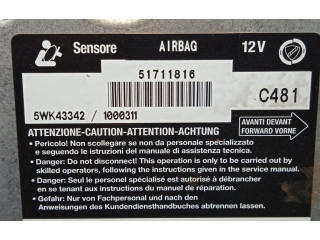 Sensore AIRBAG 12V
51711816
5WK43342 / 1000311
C481
AVANTI DEVANT
FORWARD VORNE
ATTENZIONE-CAUTION-ATTENTION-ACHTUNG
• Pericolo! Non scollegare se non da personale specializzato
e seguendo le istruzioni del manuale di assistenza tecnica.
• Danger: Do not disconnect! This operation is only to be carried out by
skilled operators, following the instructions given in the service manual.
• Danger: Seul le personnel spécialisé est autorisé à débrancher
en se tenant aux instructions du manuel de réparation.
• Gefahr: Nur von Fachpersonal und nach den
Anweisungen des Kundendiensthandbuches abtrennen.